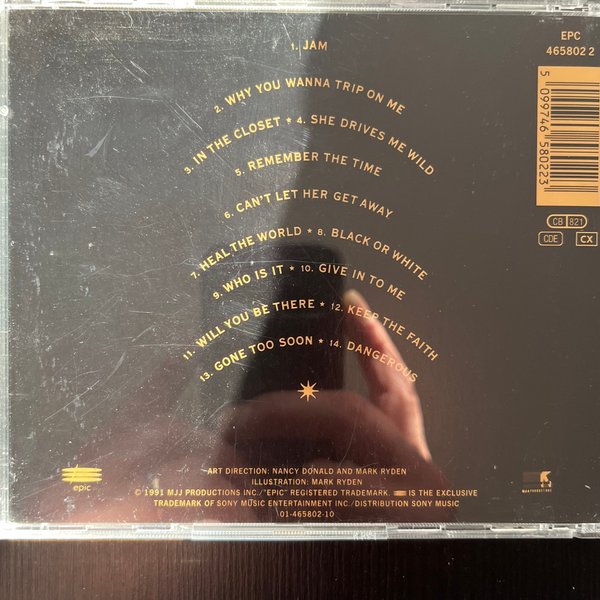 1. JAM
EPC
465802 2
2. WHY YOU WANNA TRIP ON ME
3. IN THE CLOSET * 4. SHE DRIVES ME WILD
5. REMEMBER THE TIME
6. CAN'T LET HER GET AWAY
7. HEAL THE WORLD * 8. BLACK OR WHITE
9. WHO IS IT * 10. GIVE IN TO ME
11. WILL YOU BE THERE * 12. KEEP THE FAITH
13. GONE TOO SOON * 14. DANGEROUS
5 099746 580223
CB 821
CDE CX
epic
ART DIRECTION: NANCY DONALD AND MARK RYDEN
ILLUSTRATION: MARK RYDEN
© 1991 MJJ PRODUCTIONS INC./"EPIC" REGISTERED TRADEMARK. IS THE EXCLUSIVE
TRADEMARK OF SONY MUSIC ENTERTAINMENT INC./DISTRIBUTION SONY MUSIC
01-465802-10